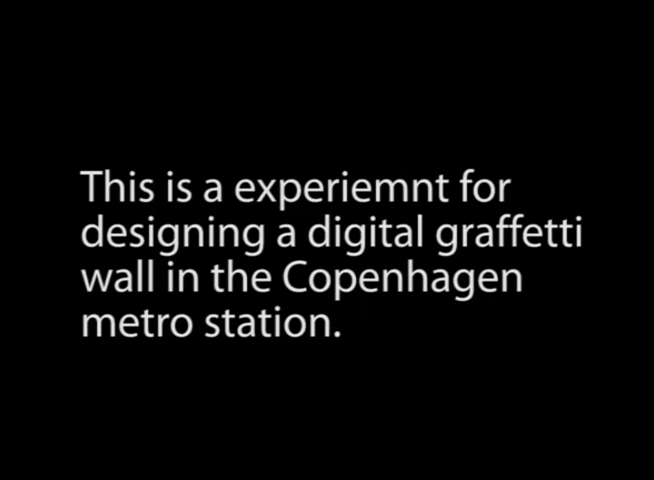 This is a experiemnt for
designing a digital graffetti
wall in the Copenhagen
metro station.